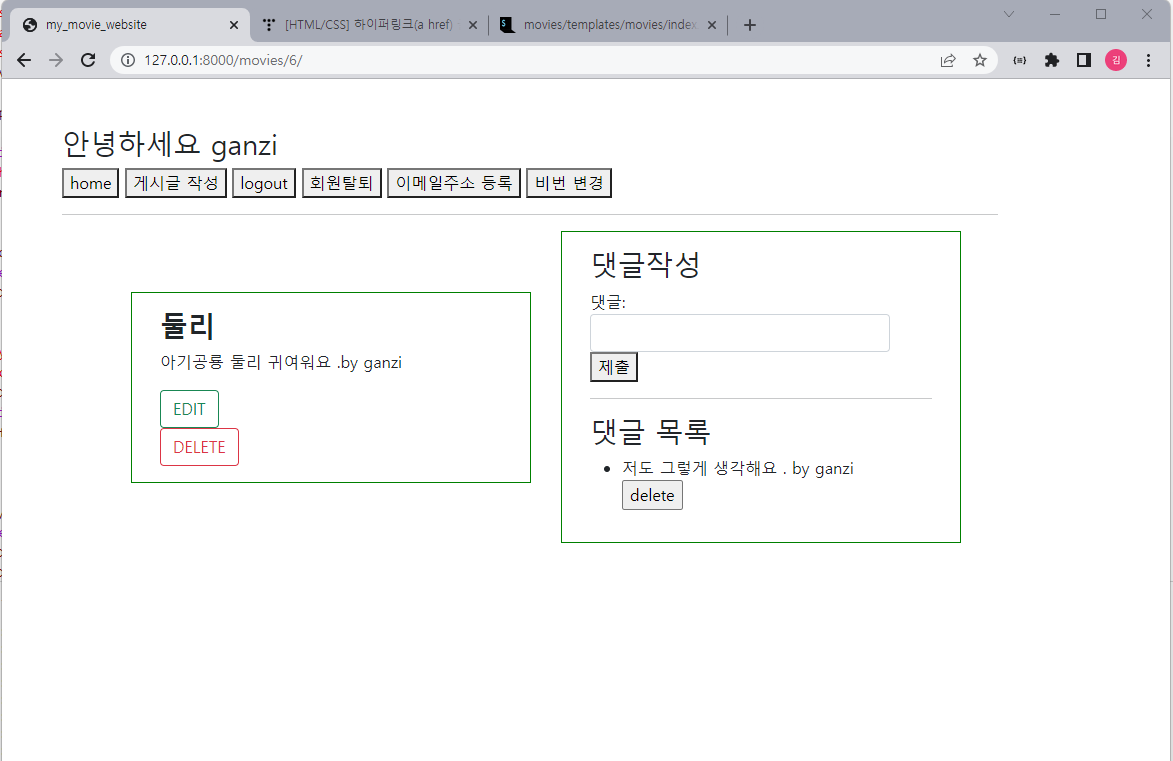 my_movie_website
[HTML/CSS] 하이퍼링크(a href)
movies/templates/movies/index
127.0.0.1:8000/movies/6/
김
안녕하세요 ganzi
home 게시글 작성 logout 회원탈퇴 이메일주소 등록 비번 변경
둘리
아기공룡 둘리 귀여워요 .by ganzi
EDIT
DELETE
댓글작성
댓글:
제출
댓글 목록
저도 그렇게 생각해요 . by ganzi
delete